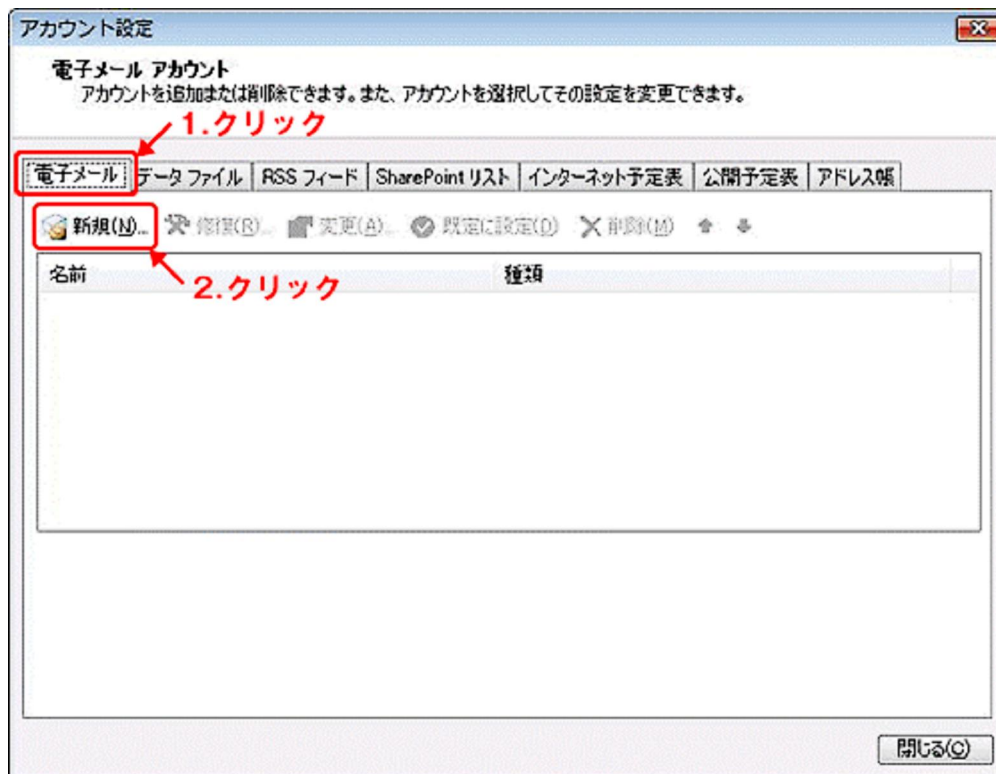 アカウント設定
電子メール アカウント
アカウントを追加または削除できます。また、アカウントを選択してその設定を変更できます。
1.クリック
電子メール データ ファイル RSS フィード SharePoint リスト インターネット予定表 公開予定表 アドレス帳
新規(N)... 修復(R)... 変更(A)... 既定に設定(D) 削除(M)
名前 種類
2.クリック
閉じる(C)